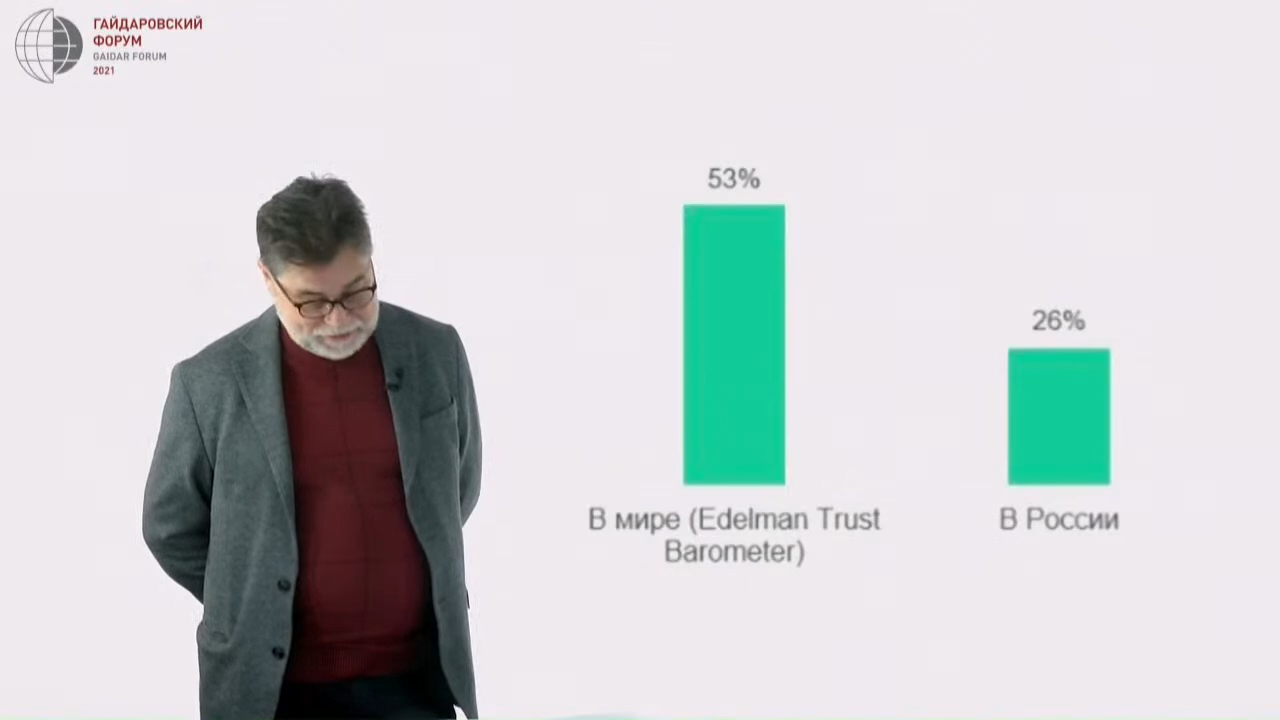 ГАЙДАРОВСКИЙ
ФОРУМ
GAIDAR FORUM
2021
53%
26%
В мире (Edelman Trust
Barometer)
В России